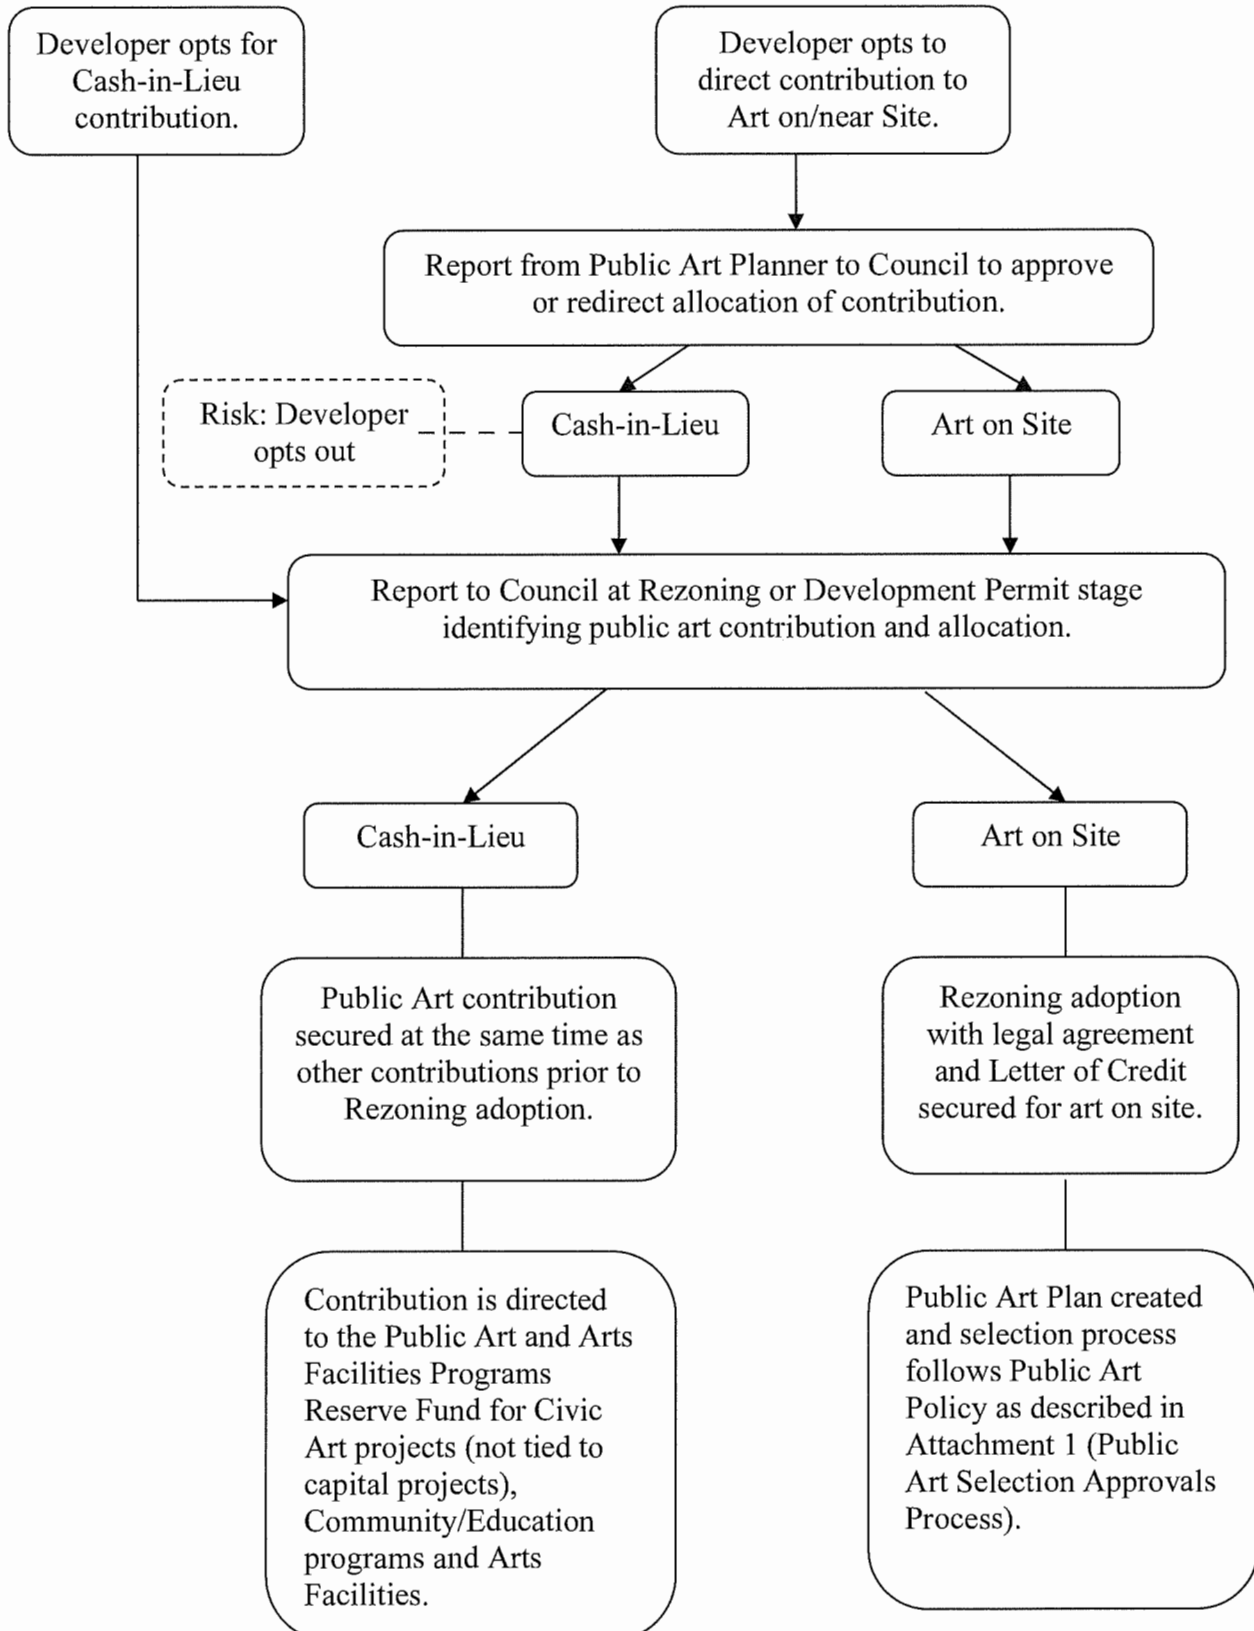 Developer opts for
Cash-in-Lieu
contribution.
Developer opts to
direct contribution to
Art on/near Site.
Report from Public Art Planner to Council to approve
or redirect allocation of contribution.
Risk: Developer
opts out
Cash-in-Lieu
Art on Site
Report to Council at Rezoning or Development Permit stage
identifying public art contribution and allocation.
Cash-in-Lieu
Art on Site
Public Art contribution
secured at the same time as
other contributions prior to
Rezoning adoption.
Rezoning adoption
with legal agreement
and Letter of Credit
secured for art on site.
Contribution is directed
to the Public Art and Arts
Facilities Programs
Reserve Fund for Civic
Art projects (not tied to
capital projects),
Community/Education
programs and Arts
Facilities.
Public Art Plan created
and selection process
follows Public Art
Policy as described in
Attachment 1 (Public
Art Selection Approvals
Process).